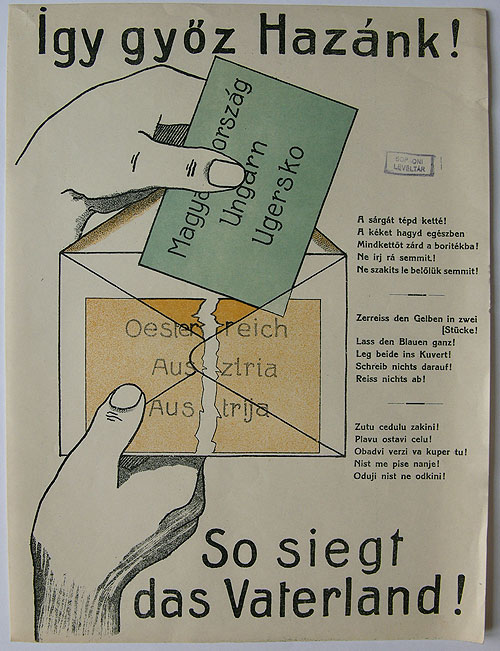 Így győz Hazánk!
Magyarország
Ungarn
Ugersko
SOPRONI
LEVÉLTÁR
A sárgát tépd ketté!
A kéket hagyd egészben
Mindkettőt zárd a boritékba!
Ne irj rá semmit!
Ne szakits le belőlük semmit!
Zerreiss den Gelben in zwei
[Stücke!
Lass den Blauen ganz!
Leg beide ins Kuvert!
Schreib nichts darauf!
Reiss nichts ab!
Zutu cedulu zakini!
Plavu ostavi celu!
Obadvi verzi va kuper tu!
Nist me pise nanje!
Oduji nist ne odkini!
Oesterreich
Ausztria
Austrija
So siegt
das Vaterland!